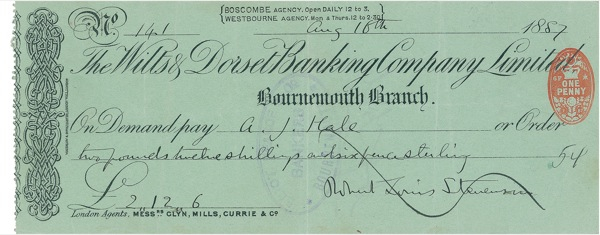 BOSCOMBE AGENCY. Open DAILY 12 to 3.
WESTBOURNE AGENCY. Mon & Thurs. 12 to 2-30
No 141 Aug 18th 1887
The Wilts & Dorset Banking Company Limited,
ONE PENNY
Bournemouth Branch.
On Demand pay A. J. Hale or Order
two pounds twelve shillings and sixpence sterling 54
£2,,12,,6 Robert Louis Stevenson
London Agents, MESSRS GLYN, MILLS, CURRIE & Co